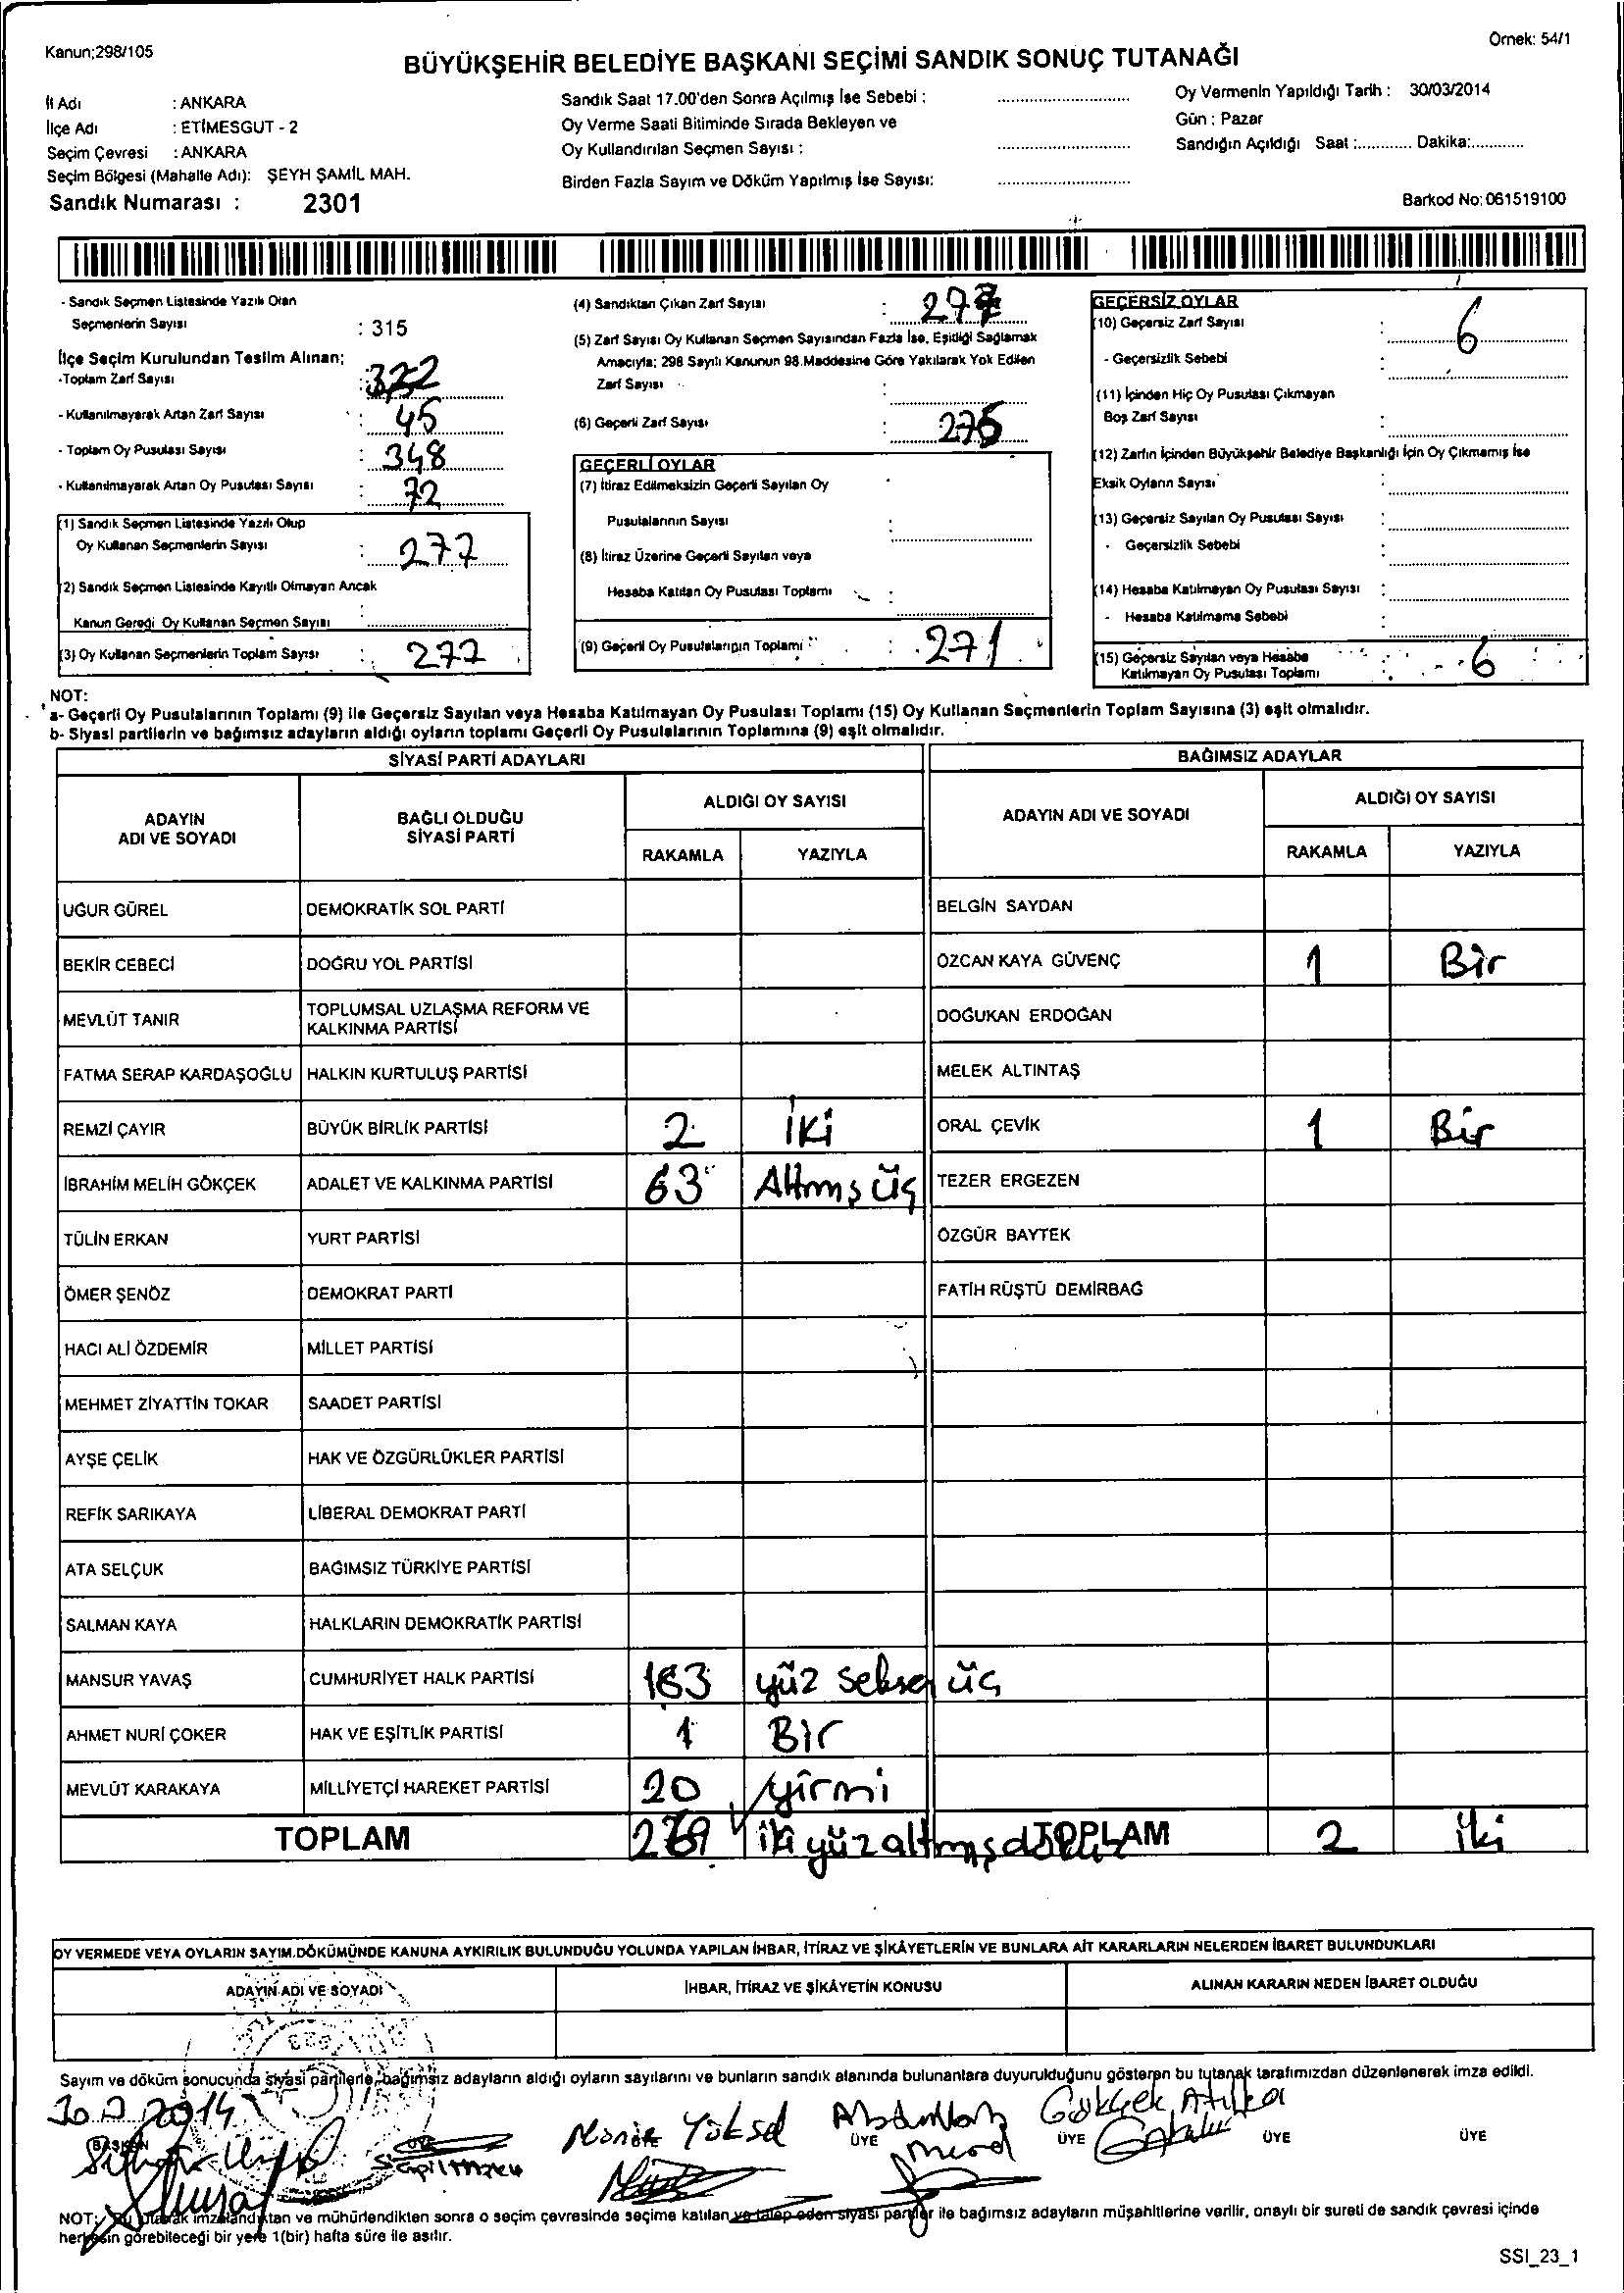 Kanun;298/105
Örnek: 54/1
BÜYÜKŞEHİR BELEDİYE BAŞKANI SEÇİMİ SANDIK SONUÇ TUTANAĞI
İl Adı : ANKARA
İlçe Adı : ETİMESGUT - 2
Seçim Çevresi : ANKARA
Seçim Bölgesi (Mahalle Adı): ŞEYH ŞAMİL MAH.
Sandık Numarası : 2301
Sandık Saat 17.00'den Sonra Açılmış İse Sebebi :
Oy Verme Saati Bitiminde Sırada Bekleyen ve
Oy Kullandırılan Seçmen Sayısı :
Birden Fazla Sayım ve Döküm Yapılmış İse Sayısı:
Oy Vermenin Yapıldığı Tarih : 30/03/2014
Gün : Pazar
Sandığın Açıldığı Saat :............ Dakika:............
Barkod No: 061519100
- Sandık Seçmen Listesinde Yazılı Olan
Seçmenlerin Sayısı : 315
İlçe Seçim Kurulundan Teslim Alınan;
-Toplam Zarf Sayısı : 322
- Kullanılmayarak Artan Zarf Sayısı : 45
- Toplam Oy Pusulası Sayısı : 348
- Kullanılmayarak Artan Oy Pusulası Sayısı : 72
(1) Sandık Seçmen Listesinde Yazılı Olup
Oy Kullanan Seçmenlerin Sayısı : 277
(2) Sandık Seçmen Listesinde Kayıtlı Olmayan Ancak
Kanun Gereği Oy Kullanan Seçmen Sayısı :
(3) Oy Kullanan Seçmenlerin Toplam Sayısı : 277
(4) Sandıktan Çıkan Zarf Sayısı : 277
(5) Zarf Sayısı Oy Kullanan Seçmen Sayısından Fazla İse, Eşitliği Sağlamak
Amacıyla; 298 Sayılı Kanunun 98.Maddesine Göre Yakılarak Yok Edilen
Zarf Sayısı :
(6) Geçerli Zarf Sayısı : 276
GEÇERLİ OYLAR
(7) İtiraz Edilmeksizin Geçerli Sayılan Oy
Pusulalarının Sayısı :
(8) İtiraz Üzerine Geçerli Sayılan veya
Hesaba Katılan Oy Pusulası Toplamı :
(9) Geçerli Oy Pusulalarının Toplamı : 271
GEÇERSİZ OYLAR
(10) Geçersiz Zarf Sayısı : 6
- Geçersizlik Sebebi :
(11) İçinden Hiç Oy Pusulası Çıkmayan
Boş Zarf Sayısı :
(12) Zarfın İçinden Büyükşehir Belediye Başkanlığı İçin Oy Çıkmamış İse
Eksik Oyların Sayısı :
(13) Geçersiz Sayılan Oy Pusulası Sayısı :
- Geçersizlik Sebebi :
(14) Hesaba Katılmayan Oy Pusulası Sayısı :
- Hesaba Katılmama Sebebi :
(15) Geçersiz Sayılan veya Hesaba
Katılmayan Oy Pusulası Toplamı : 6
NOT:
a- Geçerli Oy Pusulalarının Toplamı (9) ile Geçersiz Sayılan veya Hesaba Katılmayan Oy Pusulası Toplamı (15) Oy Kullanan Seçmenlerin Toplam Sayısına (3) eşit olmalıdır.
b- Siyasi partilerin ve bağımsız adayların aldığı oyların toplamı Geçerli Oy Pusulalarının Toplamına (9) eşit olmalıdır.
SİYASİ PARTİ ADAYLARI
ADAYIN
ADI VE SOYADI
BAĞLI OLDUĞU
SİYASİ PARTİ
ALDIĞI OY SAYISI
RAKAMLA YAZIYLA
UĞUR GÜREL DEMOKRATİK SOL PARTİ
BEKİR CEBECİ DOĞRU YOL PARTİSİ
MEVLÜT TANIR TOPLUMSAL UZLAŞMA REFORM VE
KALKINMA PARTİSİ
FATMA SERAP KARDAŞOĞLU HALKIN KURTULUŞ PARTİSİ
REMZİ ÇAYIR BÜYÜK BİRLİK PARTİSİ 2 İKİ
İBRAHİM MELİH GÖKÇEK ADALET VE KALKINMA PARTİSİ 63 Altmış üç
TÜLİN ERKAN YURT PARTİSİ
ÖMER ŞENÖZ DEMOKRAT PARTİ
HACI ALİ ÖZDEMİR MİLLET PARTİSİ
MEHMET ZİYATTİN TOKAR SAADET PARTİSİ
AYŞE ÇELİK HAK VE ÖZGÜRLÜKLER PARTİSİ
REFİK SARIKAYA LİBERAL DEMOKRAT PARTİ
ATA SELÇUK BAĞIMSIZ TÜRKİYE PARTİSİ
SALMAN KAYA HALKLARIN DEMOKRATİK PARTİSİ
MANSUR YAVAŞ CUMHURİYET HALK PARTİSİ 183 yüz seksen üç
AHMET NURİ ÇOKER HAK VE EŞİTLİK PARTİSİ 1 Bir
MEVLÜT KARAKAYA MİLLİYETÇİ HAREKET PARTİSİ 20 yirmi
TOPLAM 269 iki yüz altmış dokuz
BAĞIMSIZ ADAYLAR
ADAYIN ADI VE SOYADI
ALDIĞI OY SAYISI
RAKAMLA YAZIYLA
BELGİN SAYDAN
ÖZCAN KAYA GÜVENÇ 1 Bir
DOĞUKAN ERDOĞAN
MELEK ALTINTAŞ
ORAL ÇEVİK 1 Bir
TEZER ERGEZEN
ÖZGÜR BAYTEK
FATİH RÜŞTÜ DEMİRBAĞ
TOPLAM 2 iki
OY VERMEDE VEYA OYLARIN SAYIM.DÖKÜMÜNDE KANUNA AYKIRILIK BULUNDUĞU YOLUNDA YAPILAN İHBAR, İTİRAZ VE ŞİKÂYETLERİN VE BUNLARA AİT KARARLARIN NELERDEN İBARET BULUNDUKLARI
ADAYIN ADI VE SOYADI
İHBAR, İTİRAZ VE ŞİKÂYETİN KONUSU
ALINAN KARARIN NEDEN İBARET OLDUĞU
Sayım ve döküm sonucunda siyasi partilerle, bağımsız adayların aldığı oyların sayılarını ve bunların sandık alanında bulunanlara duyurulduğunu gösteren bu tutanak tarafımızdan düzenlenerek imza edildi.
Yüksel Gökçek Atilla
BAŞKAN ÜYE ÜYE ÜYE ÜYE ÜYE ÜYE
NOT: Bu tutanak imzalandıktan ve mühürlendikten sonra o seçim çevresinde seçime katılan ve talep eden siyasi partiler ile bağımsız adayların müşahitlerine verilir, onaylı bir sureti de sandık çevresi içinde
herkesin görebileceği bir yere 1(bir) hafta süre ile asılır.
SSI_23_1